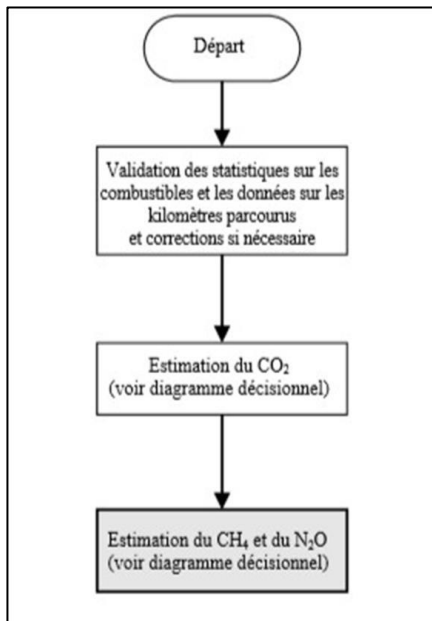 Départ
Validation des statistiques sur les
combustibles et les données sur les
kilomètres parcourus
et corrections si nécessaire
Estimation du CO₂
(voir diagramme décisionnel)
Estimation du CH₄ et du N₂O
(voir diagramme décisionnel)